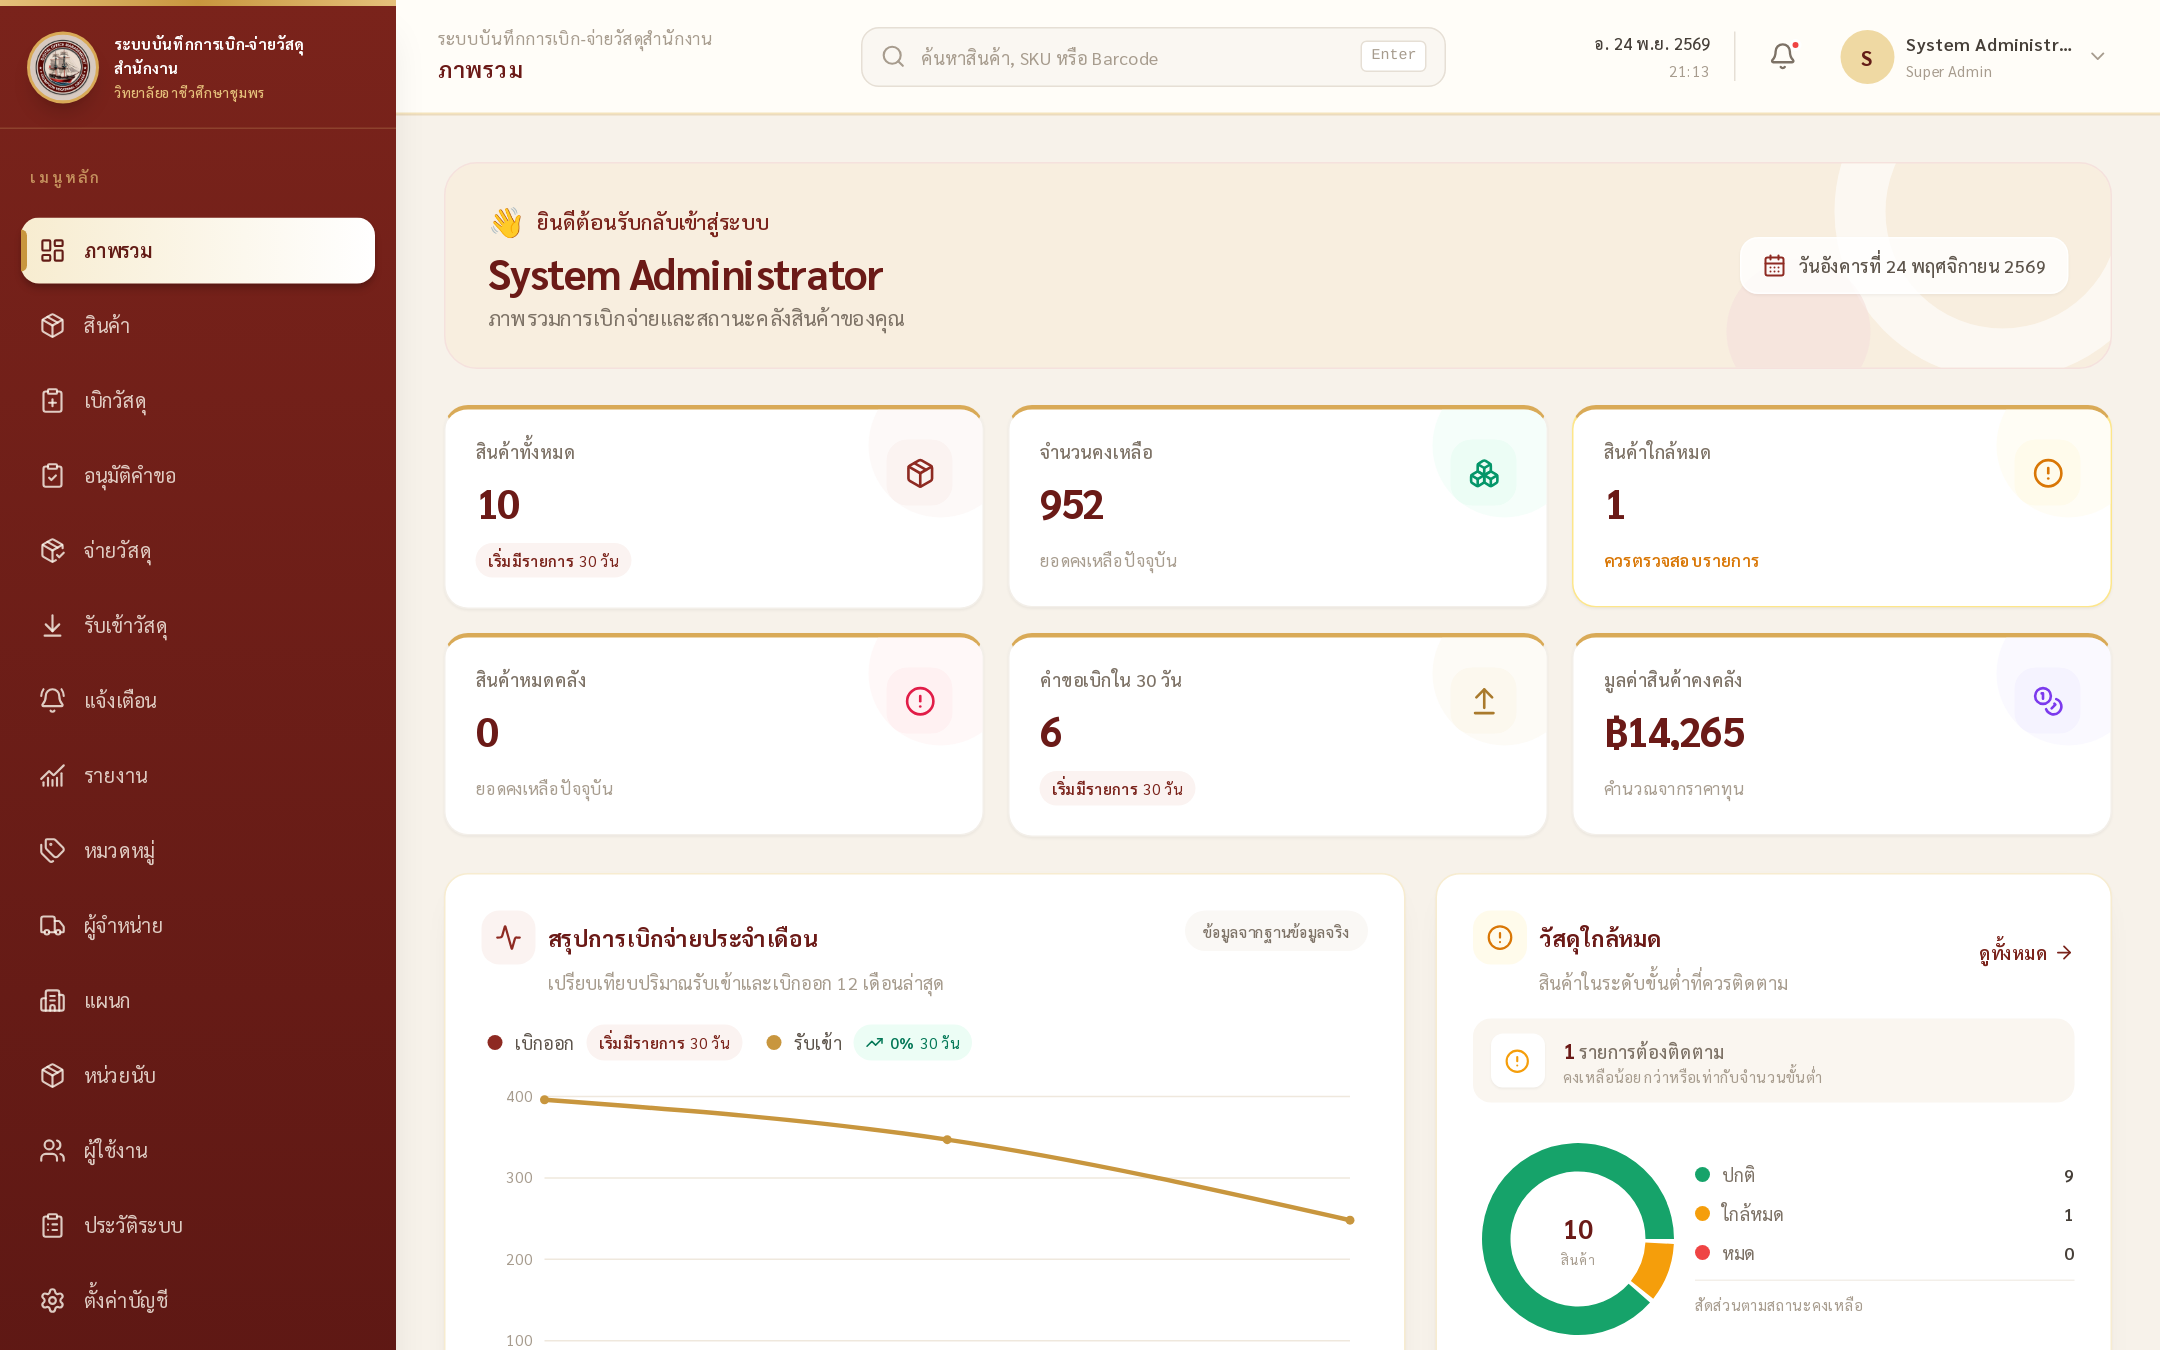 ระบบบันทึกการเบิก-จ่ายวัสดุ
สำนักงาน
วิทยาลัยอาชีวศึกษาชุมพร
เมนูหลัก
ภาพรวม
สินค้า
เบิกวัสดุ
อนุมัติคำขอ
จ่ายวัสดุ
รับเข้าวัสดุ
แจ้งเตือน
รายงาน
หมวดหมู่
ผู้จำหน่าย
แผนก
หน่วยนับ
ผู้ใช้งาน
ประวัติระบบ
ตั้งค่าบัญชี
ระบบบันทึกการเบิก-จ่ายวัสดุสำนักงาน
ภาพรวม
ค้นหาสินค้า, SKU หรือ Barcode
Enter
อ. 24 พ.ย. 2569
21:13
S
System Administr...
Super Admin
👋 ยินดีต้อนรับกลับเข้าสู่ระบบ
System Administrator
ภาพรวมการเบิกจ่ายและสถานะคลังสินค้าของคุณ
วันอังคารที่ 24 พฤศจิกายน 2569
สินค้าทั้งหมด
10
เริ่มมีรายการ 30 วัน
จำนวนคงเหลือ
952
ยอดคงเหลือปัจจุบัน
สินค้าใกล้หมด
1
ควรตรวจสอบรายการ
สินค้าหมดคลัง
0
ยอดคงเหลือปัจจุบัน
คำขอเบิกใน 30 วัน
6
เริ่มมีรายการ 30 วัน
มูลค่าสินค้าคงคลัง
฿14,265
คำนวณจากราคาทุน
สรุปการเบิกจ่ายประจำเดือน
ข้อมูลจากฐานข้อมูลจริง
เปรียบเทียบปริมาณรับเข้าและเบิกออก 12 เดือนล่าสุด
เบิกออก เริ่มมีรายการ 30 วัน รับเข้า 0% 30 วัน
400
300
200
100
วัสดุใกล้หมด
ดูทั้งหมด
สินค้าในระดับขั้นต่ำที่ควรติดตาม
1 รายการต้องติดตาม
คงเหลือน้อยกว่าหรือเท่ากับจำนวนขั้นต่ำ
10
สินค้า
ปกติ 9
ใกล้หมด 1
หมด 0
สัดส่วนตามสถานะคงเหลือ